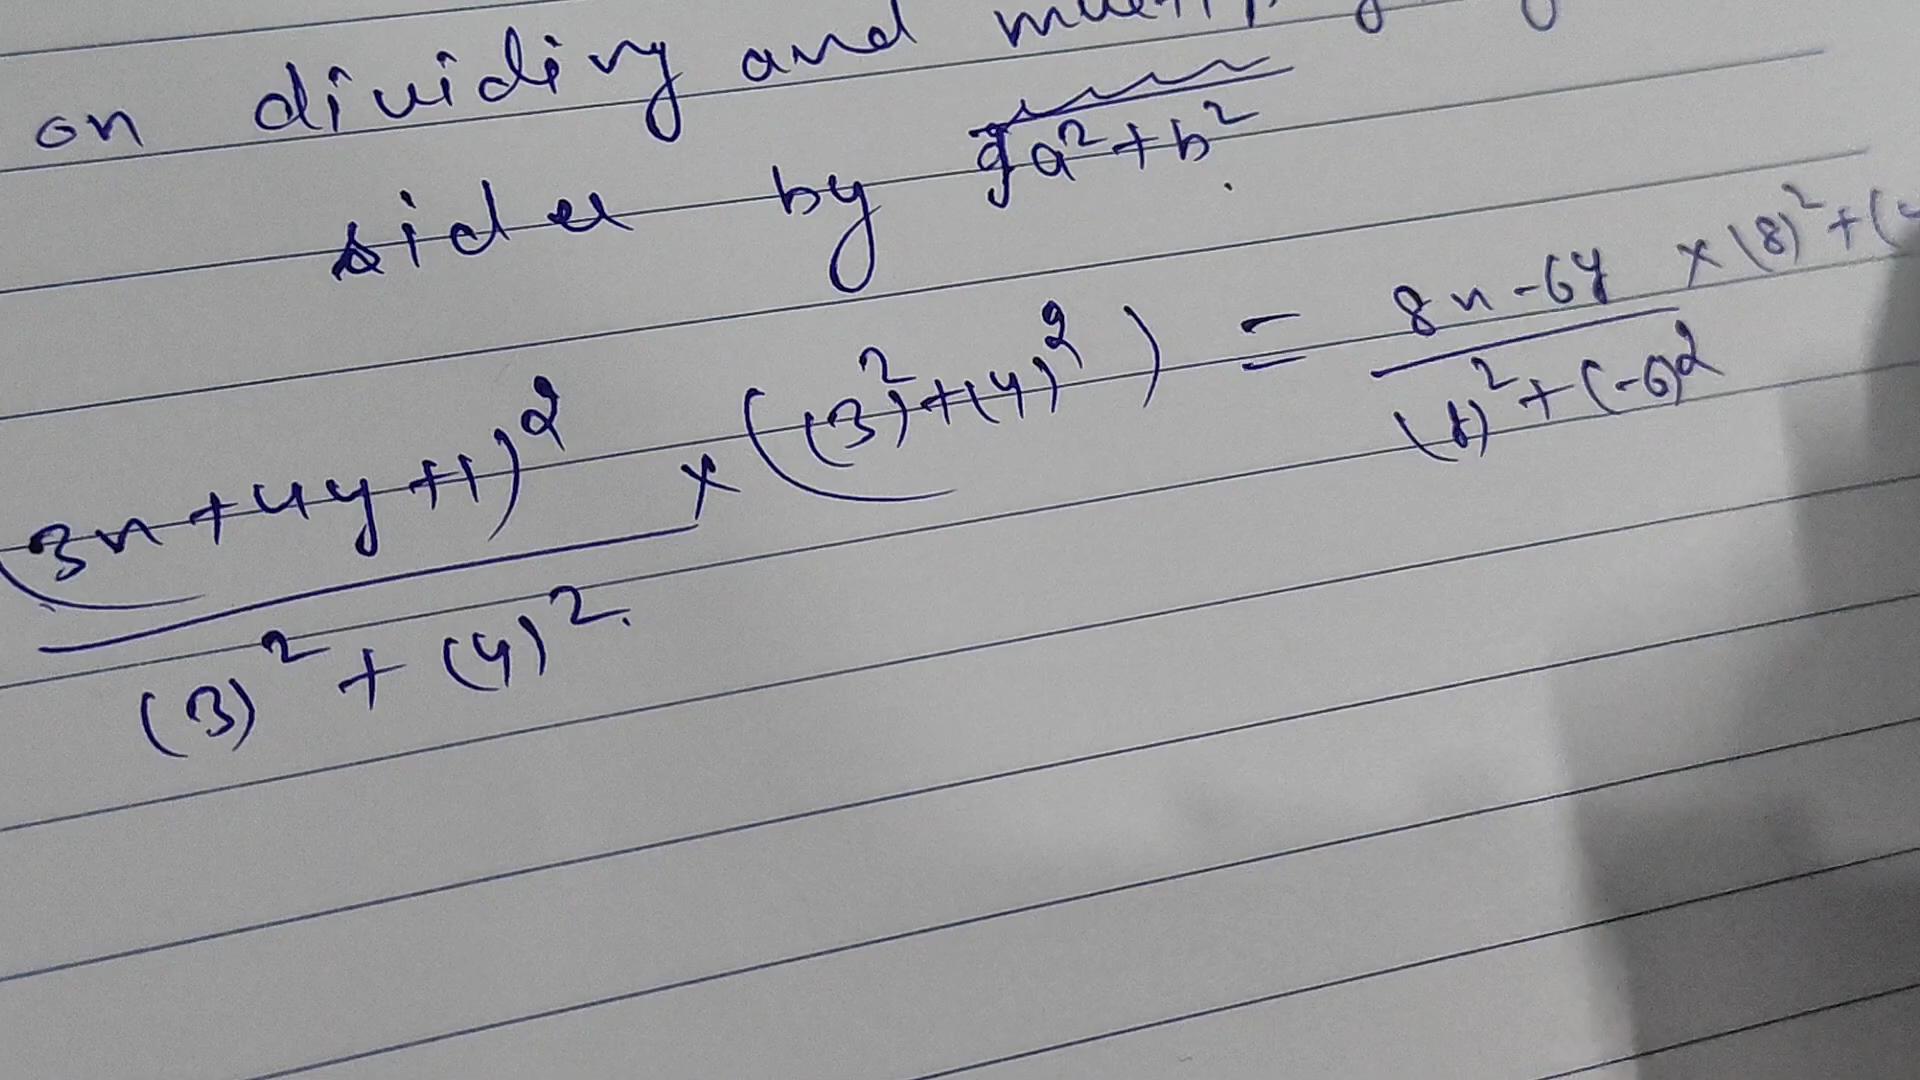 on dividing and
sides by a²+b².
(3x+4y+1)² / (3)²+(4)². × ((3)²+(4)²) = 8x-6y / (8)²+(-6)² × (8)²+(